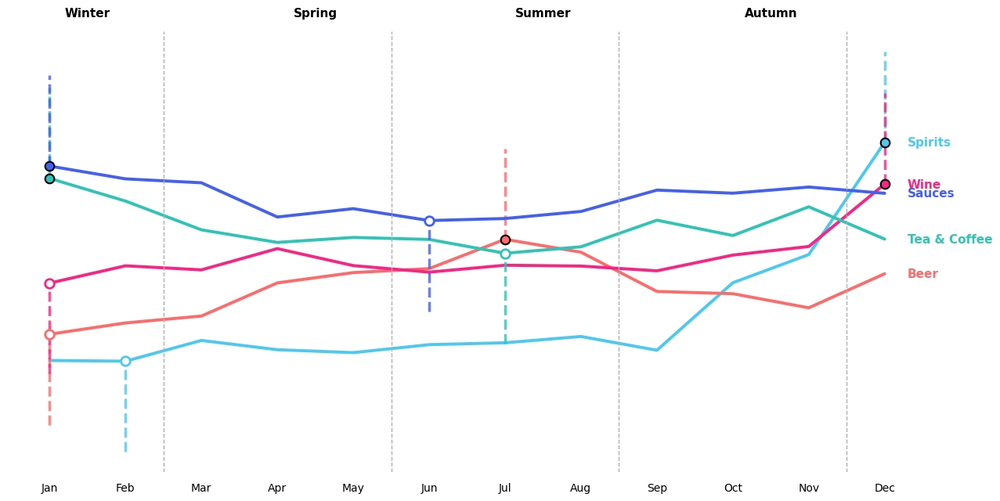 Winter Spring Summer Autumn
Spirits
Wine
Sauces
Tea & Coffee
Beer
Jan Feb Mar Apr May Jun Jul Aug Sep Oct Nov Dec